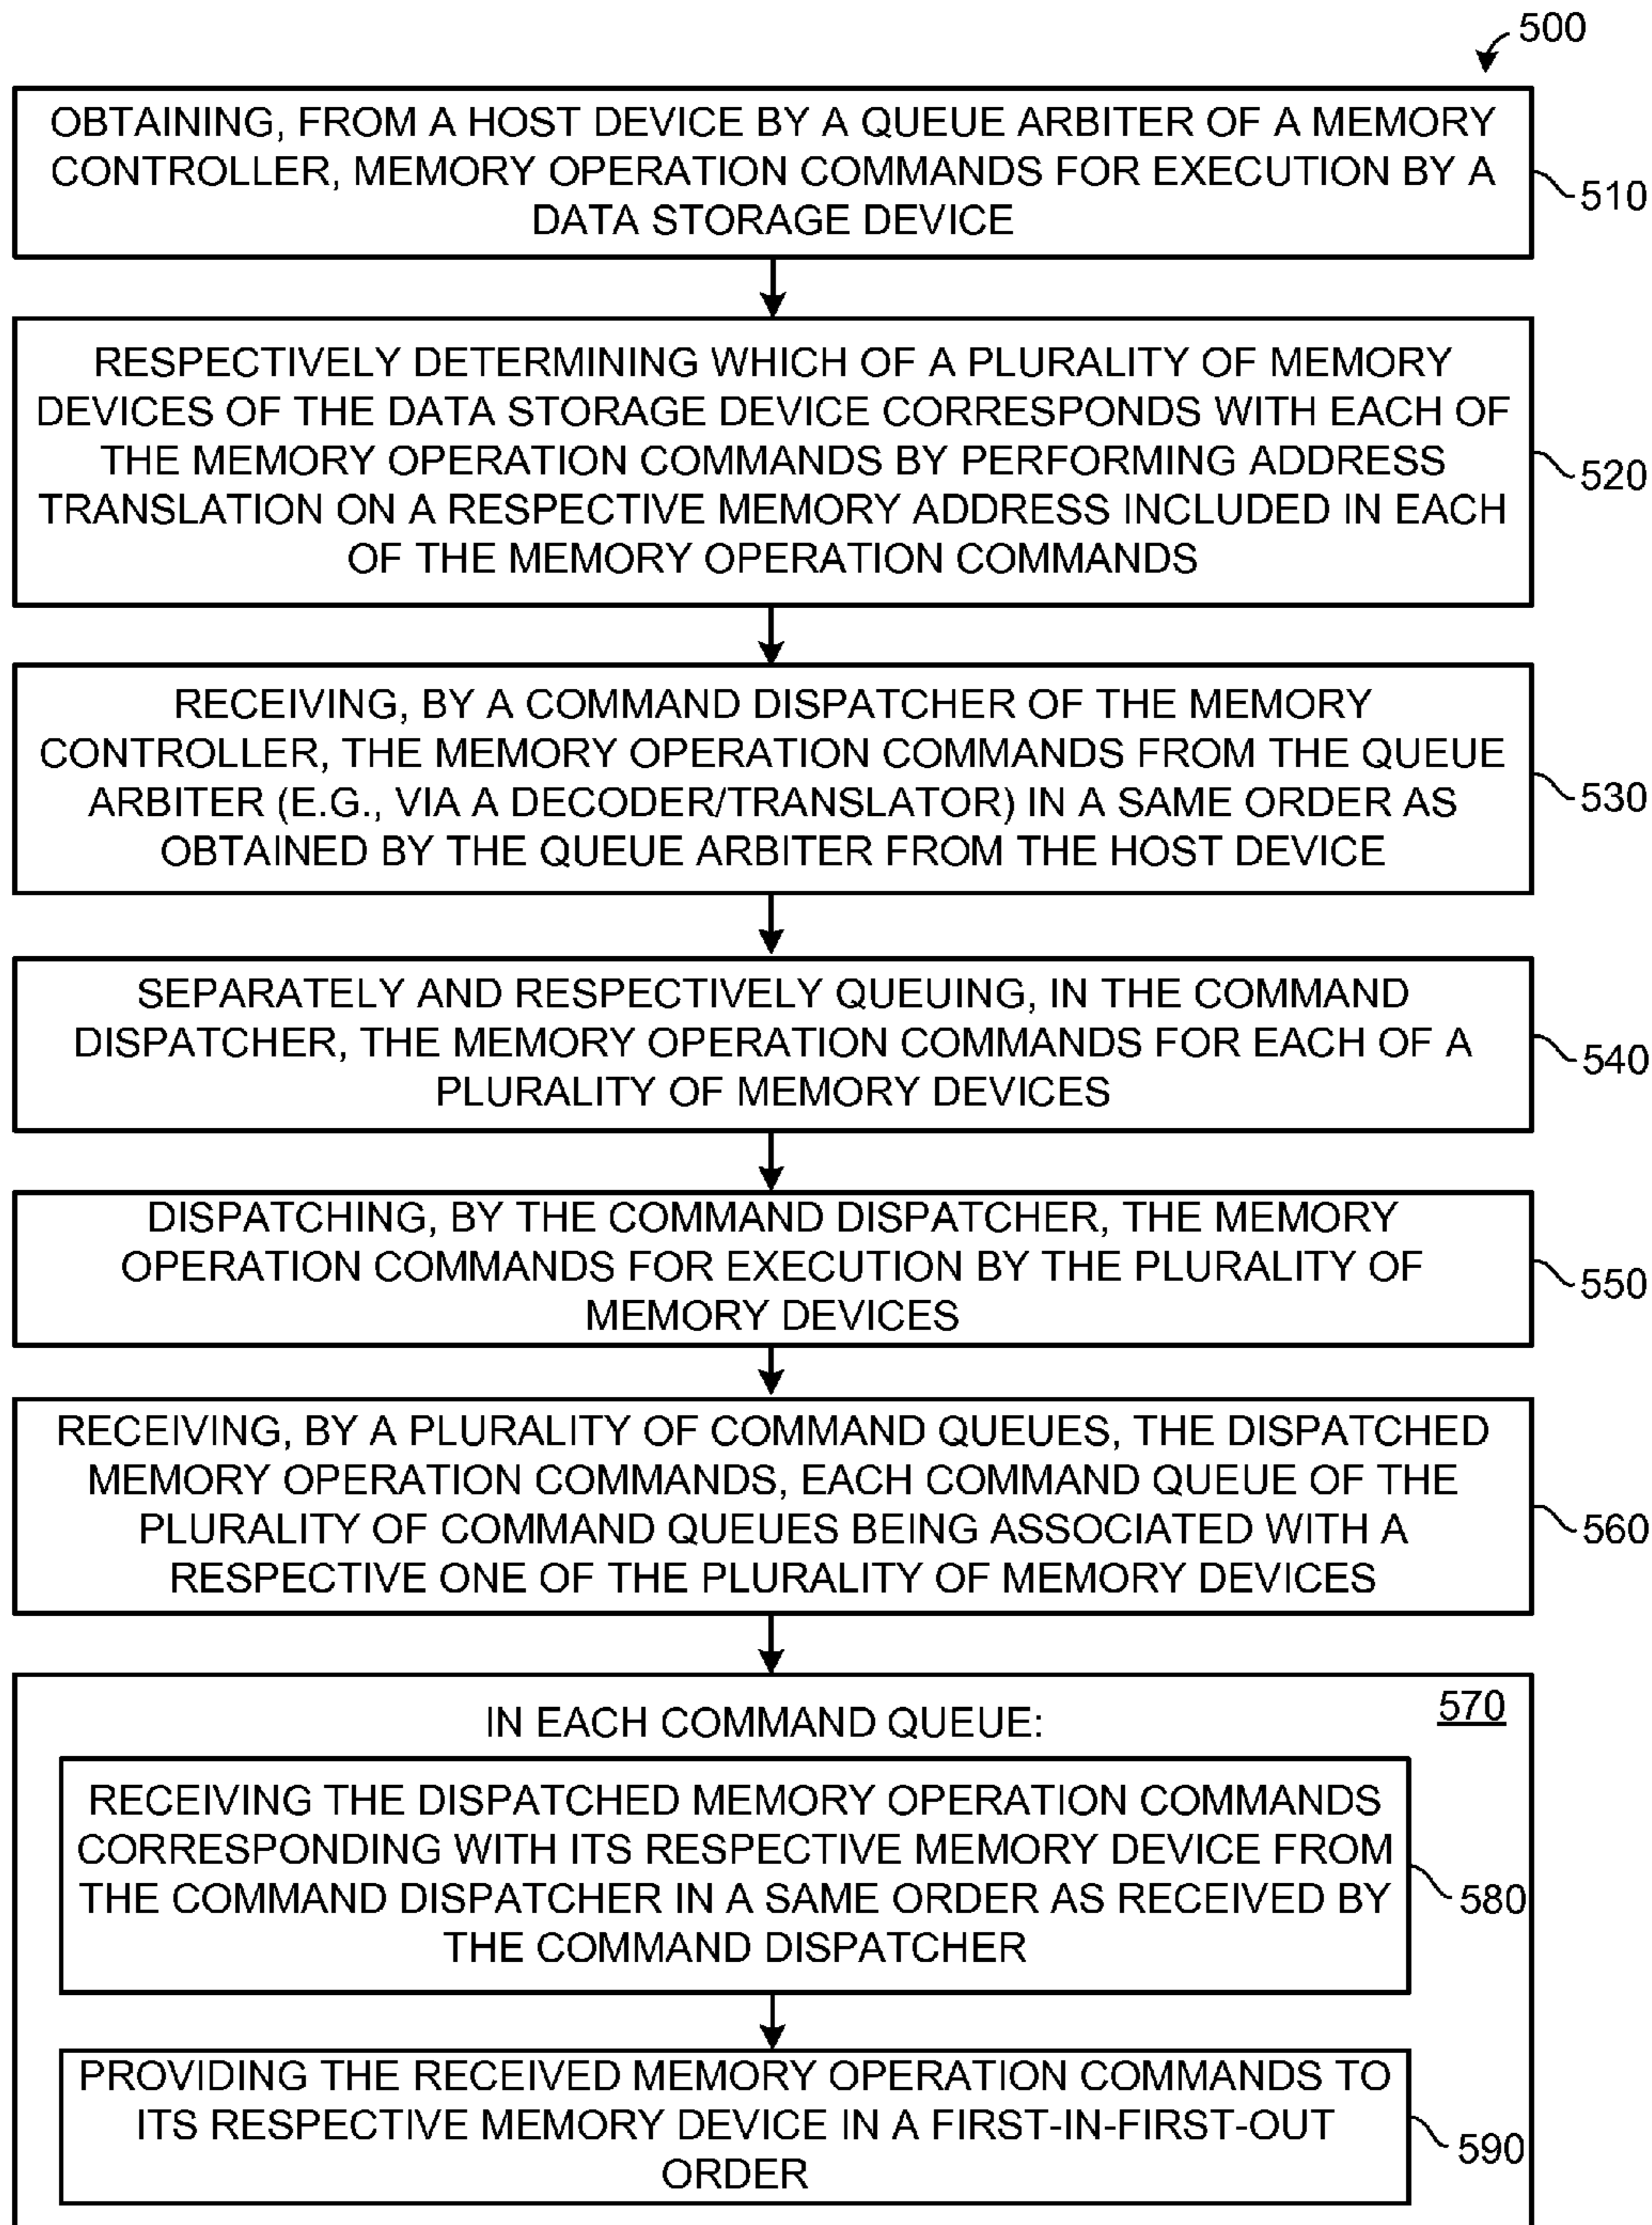 500
OBTAINING, FROM A HOST DEVICE BY A QUEUE ARBITER OF A MEMORY
CONTROLLER, MEMORY OPERATION COMMANDS FOR EXECUTION BY A
DATA STORAGE DEVICE
510
RESPECTIVELY DETERMINING WHICH OF A PLURALITY OF MEMORY
DEVICES OF THE DATA STORAGE DEVICE CORRESPONDS WITH EACH OF
THE MEMORY OPERATION COMMANDS BY PERFORMING ADDRESS
TRANSLATION ON A RESPECTIVE MEMORY ADDRESS INCLUDED IN EACH
OF THE MEMORY OPERATION COMMANDS
520
RECEIVING, BY A COMMAND DISPATCHER OF THE MEMORY
CONTROLLER, THE MEMORY OPERATION COMMANDS FROM THE QUEUE
ARBITER (E.G., VIA A DECODER/TRANSLATOR) IN A SAME ORDER AS
OBTAINED BY THE QUEUE ARBITER FROM THE HOST DEVICE
530
SEPARATELY AND RESPECTIVELY QUEUING, IN THE COMMAND
DISPATCHER, THE MEMORY OPERATION COMMANDS FOR EACH OF A
PLURALITY OF MEMORY DEVICES
540
DISPATCHING, BY THE COMMAND DISPATCHER, THE MEMORY
OPERATION COMMANDS FOR EXECUTION BY THE PLURALITY OF
MEMORY DEVICES
550
RECEIVING, BY A PLURALITY OF COMMAND QUEUES, THE DISPATCHED
MEMORY OPERATION COMMANDS, EACH COMMAND QUEUE OF THE
PLURALITY OF COMMAND QUEUES BEING ASSOCIATED WITH A
RESPECTIVE ONE OF THE PLURALITY OF MEMORY DEVICES
560
IN EACH COMMAND QUEUE:
570
RECEIVING THE DISPATCHED MEMORY OPERATION COMMANDS
CORRESPONDING WITH ITS RESPECTIVE MEMORY DEVICE FROM
THE COMMAND DISPATCHER IN A SAME ORDER AS RECEIVED BY
THE COMMAND DISPATCHER
580
PROVIDING THE RECEIVED MEMORY OPERATION COMMANDS TO
ITS RESPECTIVE MEMORY DEVICE IN A FIRST-IN-FIRST-OUT
ORDER
590